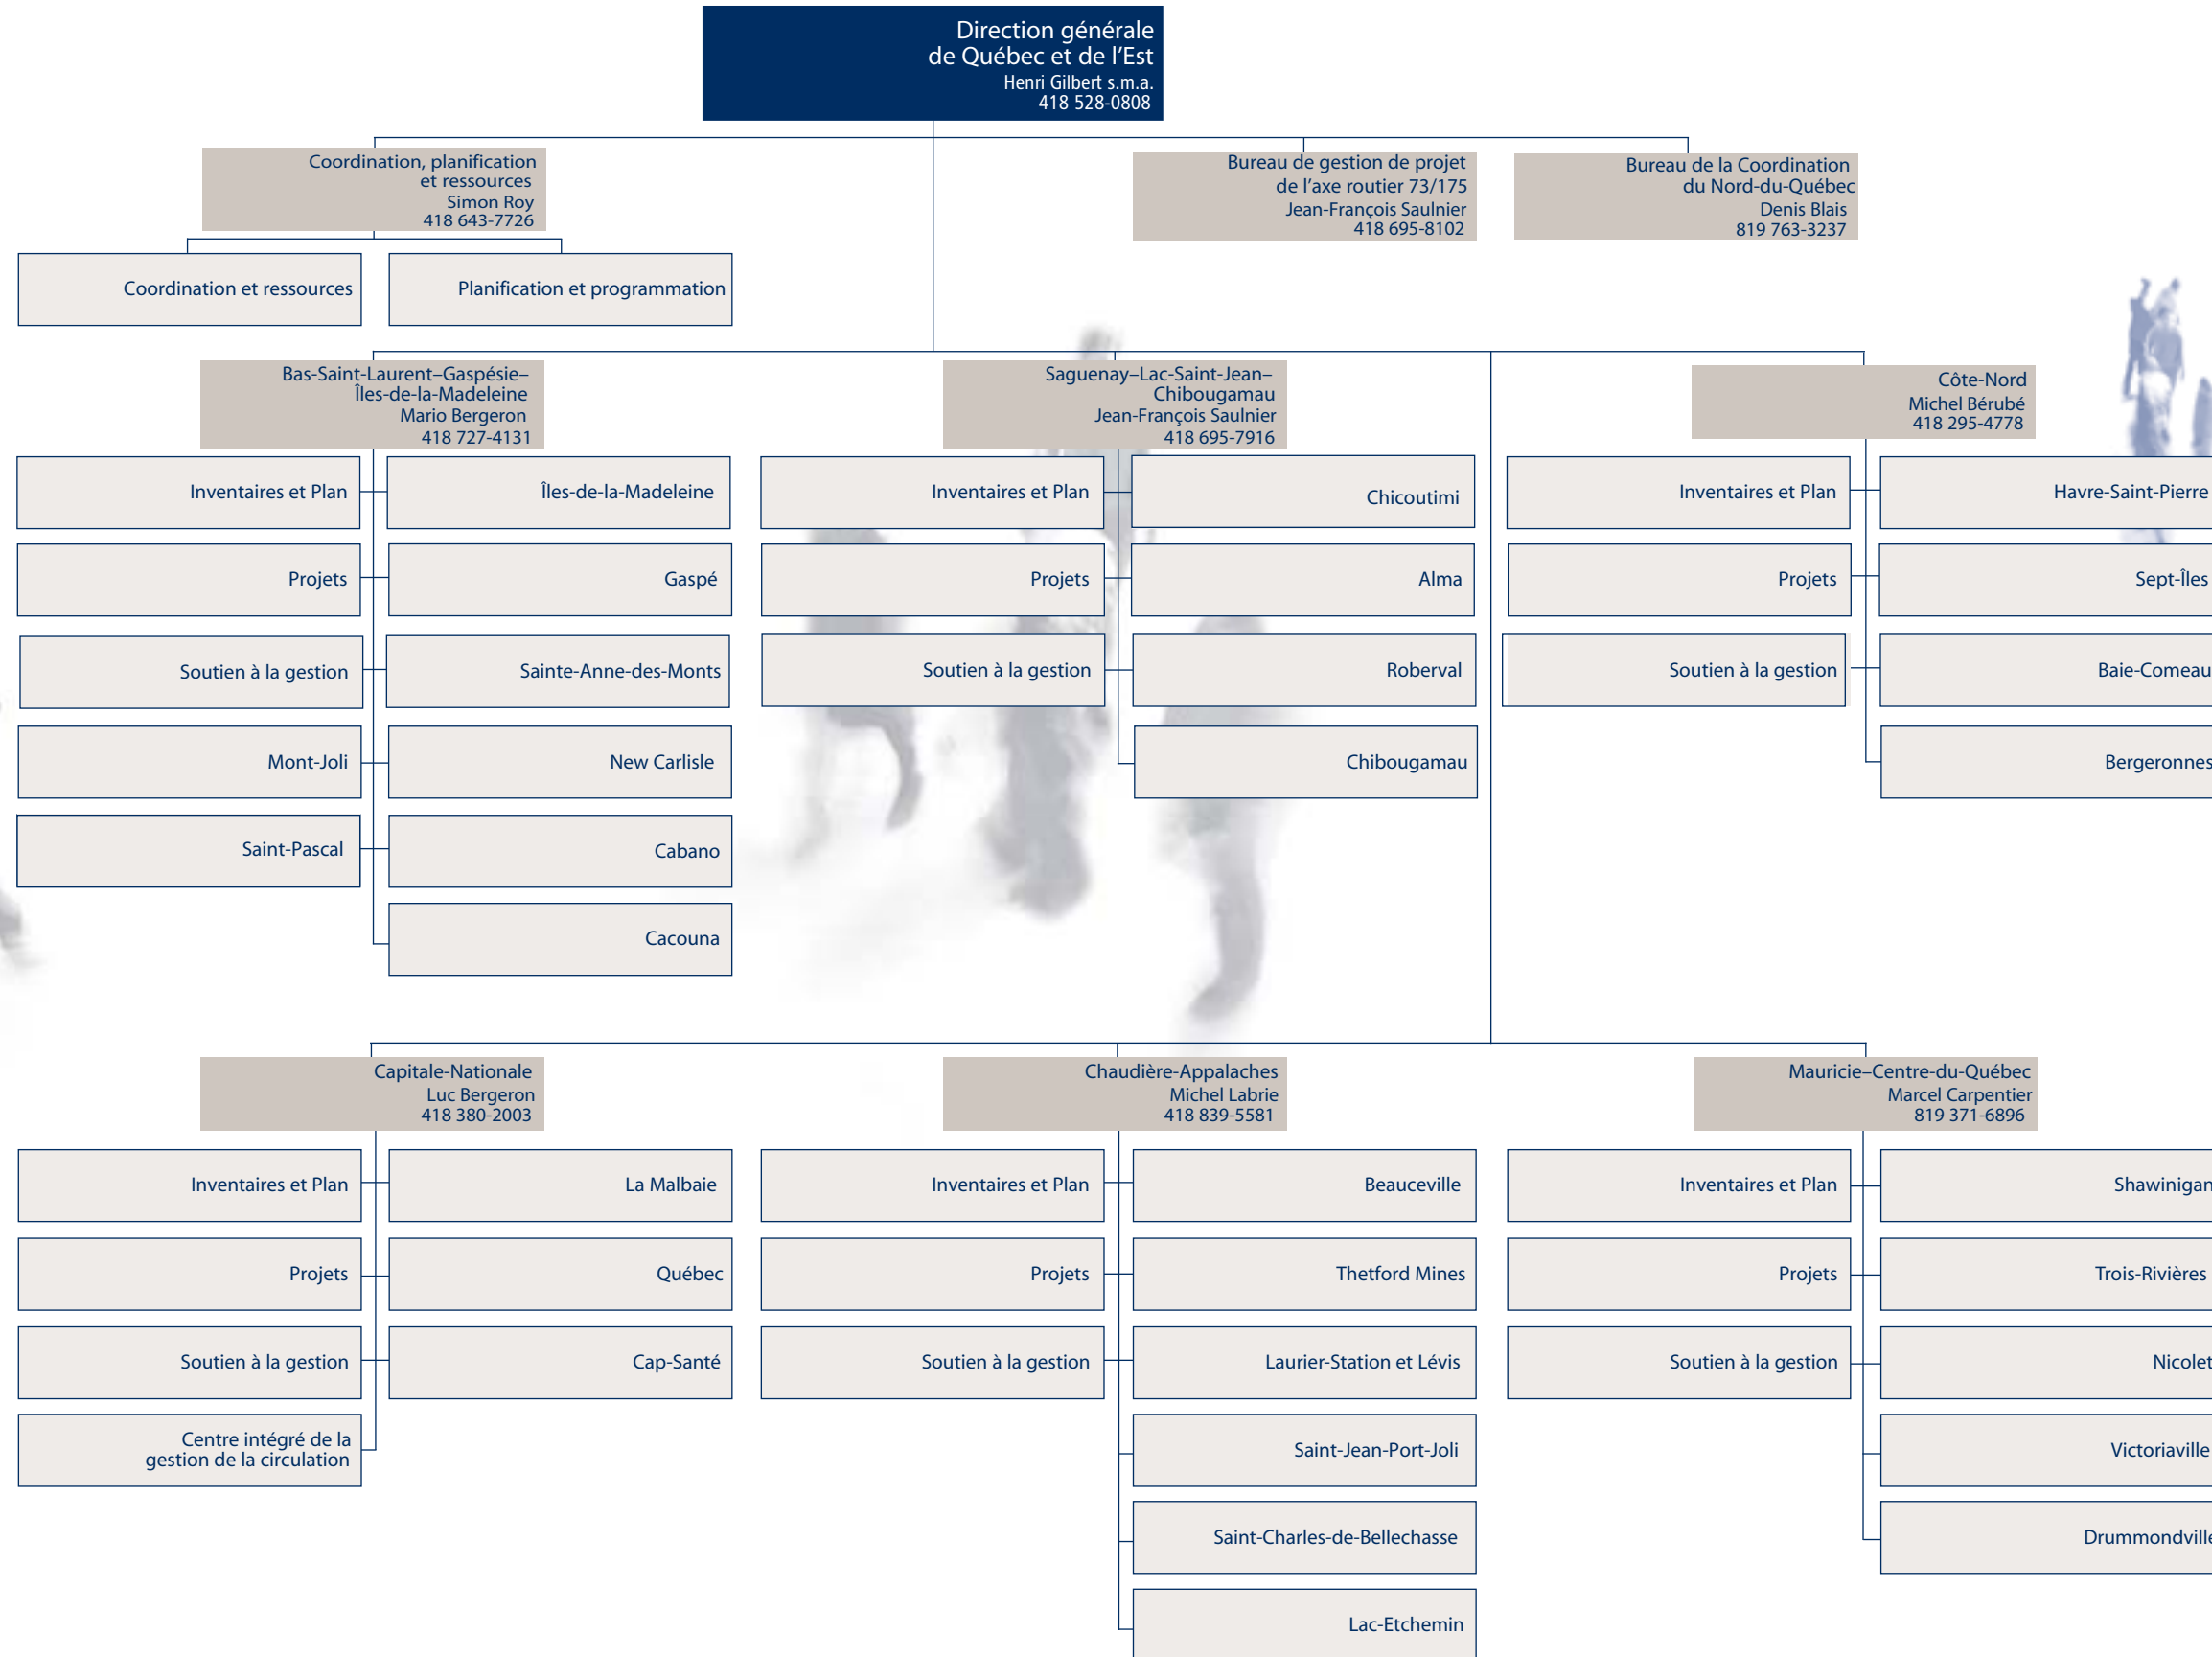 Direction générale
de Québec et de l'Est
Henri Gilbert s.m.a.
418 528-0808
Coordination, planification
et ressources
Simon Roy
418 643-7726
Bureau de gestion de projet
de l'axe routier 73/175
Jean-François Saulnier
418 695-8102
Bureau de la Coordination
du Nord-du-Québec
Denis Blais
819 763-3237
Coordination et ressources
Planification et programmation
Bas-Saint-Laurent–Gaspésie–
Îles-de-la-Madeleine
Mario Bergeron
418 727-4131
Inventaires et Plan
Îles-de-la-Madeleine
Projets
Gaspé
Soutien à la gestion
Sainte-Anne-des-Monts
Mont-Joli
New Carlisle
Saint-Pascal
Cabano
Cacouna
Saguenay–Lac-Saint-Jean–
Chibougamau
Jean-François Saulnier
418 695-7916
Inventaires et Plan
Chicoutimi
Projets
Alma
Soutien à la gestion
Roberval
Chibougamau
Côte-Nord
Michel Bérubé
418 295-4778
Inventaires et Plan
Havre-Saint-Pierre
Projets
Sept-Îles
Soutien à la gestion
Baie-Comeau
Bergeronnes
Capitale-Nationale
Luc Bergeron
418 380-2003
Inventaires et Plan
La Malbaie
Projets
Québec
Soutien à la gestion
Cap-Santé
Centre intégré de la
gestion de la circulation
Chaudière-Appalaches
Michel Labrie
418 839-5581
Inventaires et Plan
Beauceville
Projets
Thetford Mines
Soutien à la gestion
Laurier-Station et Lévis
Saint-Jean-Port-Joli
Saint-Charles-de-Bellechasse
Lac-Etchemin
Mauricie–Centre-du-Québec
Marcel Carpentier
819 371-6896
Inventaires et Plan
Shawinigan
Projets
Trois-Rivières
Soutien à la gestion
Nicolet
Victoriaville
Drummondville